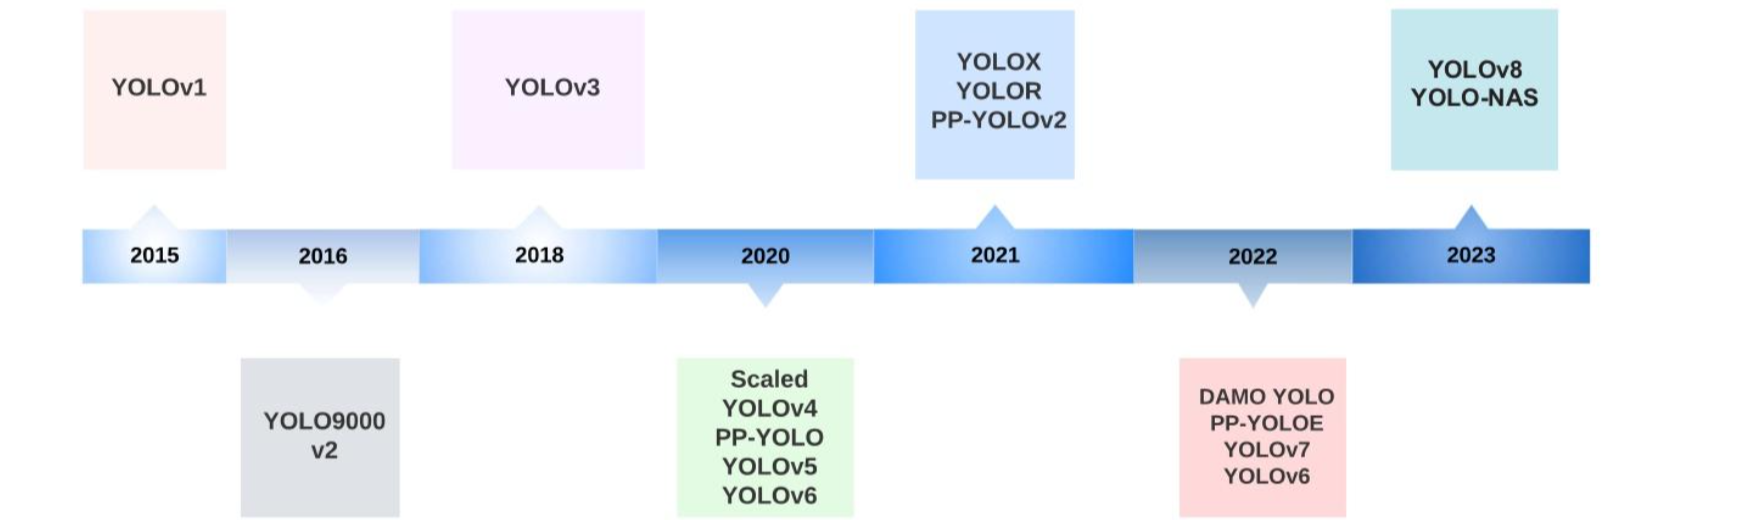 YOLOv1
YOLOv3
YOLOX
YOLOR
PP-YOLOv2
YOLOv8
YOLO-NAS
2015
2016
2018
2020
2021
2022
2023
YOLO9000
v2
Scaled
YOLOv4
PP-YOLO
YOLOv5
YOLOv6
DAMO YOLO
PP-YOLOE
YOLOv7
YOLOv6